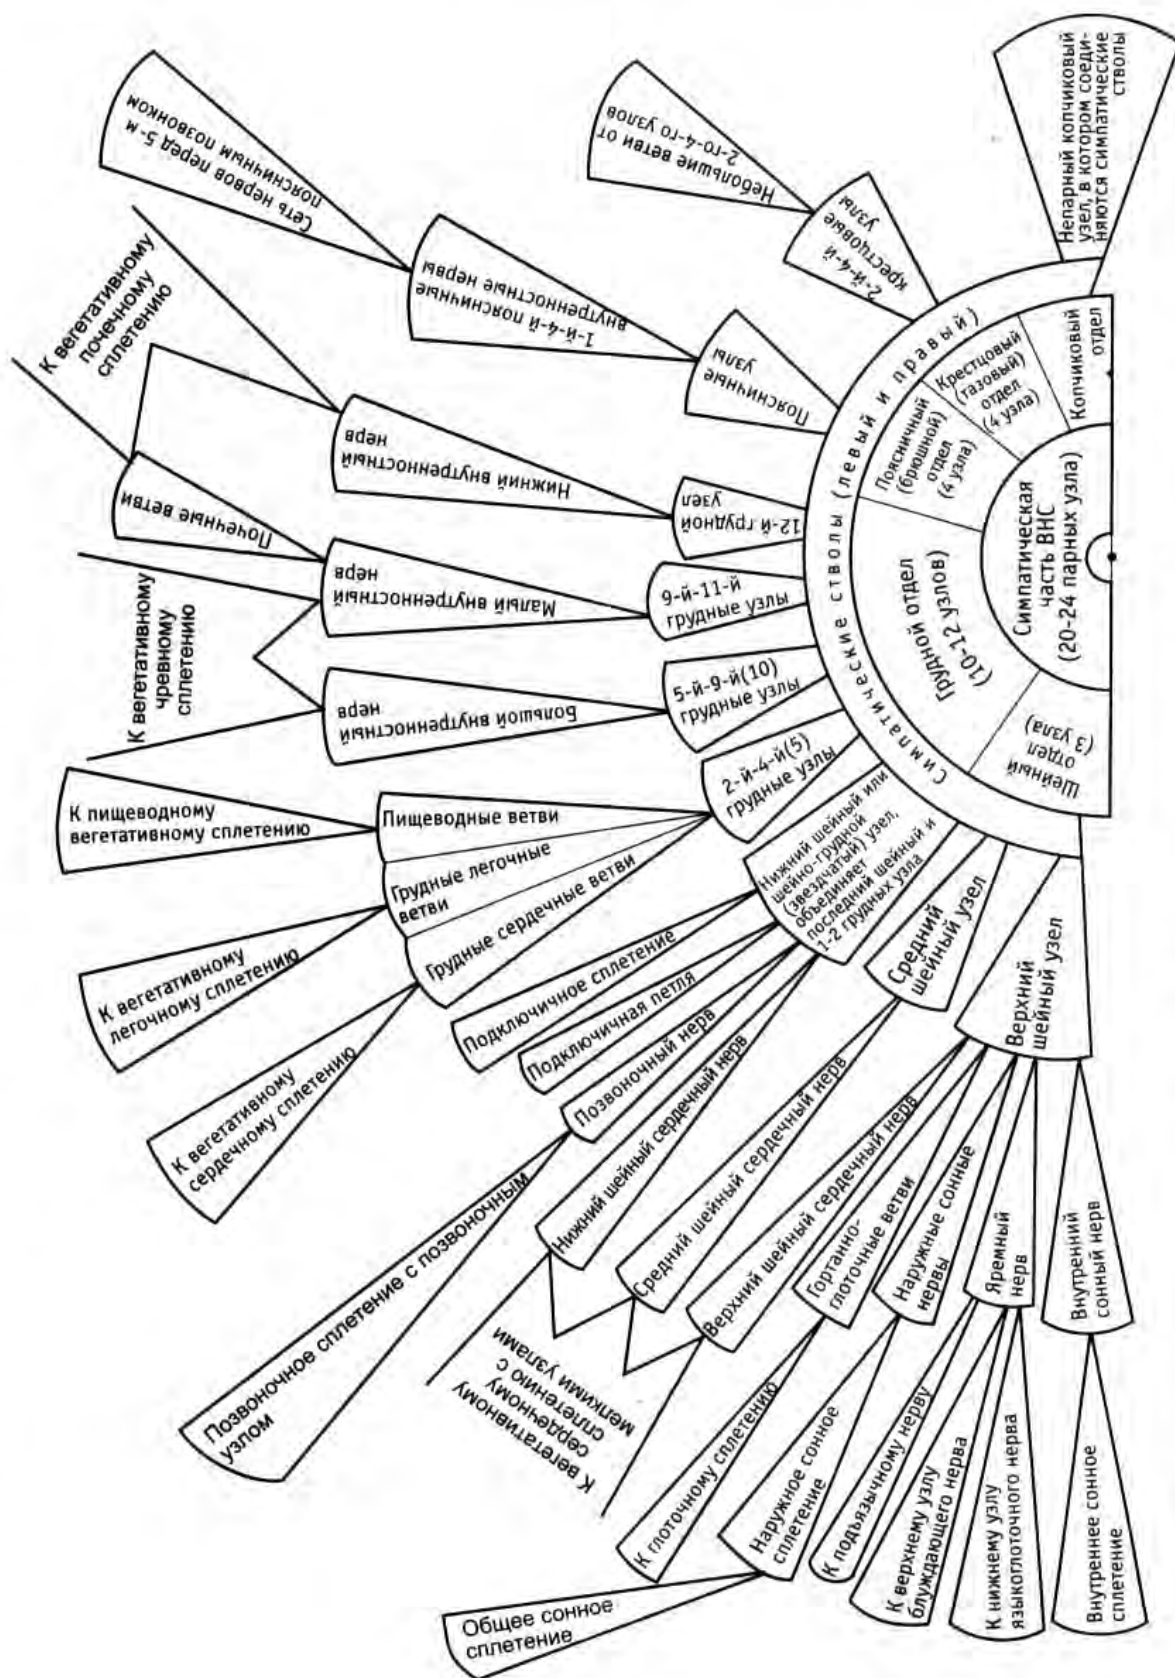 Симпатическая
часть ВНС
(20-24 парных узла)
Шейный
отдел
(3 узла)
Грудной отдел
(10-12 узлов)
Поясничный
(брюшной)
отдел
(4 узла)
Крестцовый
(тазовый)
отдел
(4 узла)
Копчиковый
отдел
Симпатические стволы (левый и правый)
Непарный копчиковый
узел, в котором соеди-
няются симпатические
стволы
2-й-4-й
крестцовые
узлы
Небольшие ветви от
2-го-4-го узлов
Поясничные
узлы
1-й-4-й поясничные
внутренностные нервы
Сеть нервов перед 5-м
поясничным позвонком
12-й грудной
узел
Нижний внутренностный
нерв
К вегетативному
почечному
сплетению
9-й-11-й
грудные узлы
Малый внутренностный
нерв
Почечные ветви
К вегетативному
чревному
сплетению
5-й-9-й(10)
грудные узлы
Большой внутренностный
нерв
2-й-4-й(5)
грудные узлы
Пищеводные ветви
К пищеводному
вегетативному сплетению
Грудные легочные
ветви
К вегетативному
легочному сплетению
Грудные сердечные ветви
К вегетативному
сердечному сплетению
Нижний шейный или
шейно-грудной
(звездчатый) узел,
объединяет
последний шейный и
1-2 грудных узла
Подключичное сплетение
Подключичная петля
Позвоночный нерв
Позвоночное сплетение с позвоночным
узлом
Нижний шейный сердечный нерв
Средний
шейный узел
Средний шейный сердечный нерв
Верхний
шейный узел
Верхний шейный сердечный нерв
К вегетативному
сердечному
сплетению с
мелкими узлами
Гортанно-
глоточные ветви
К глоточному сплетению
Наружные сонные
нервы
Наружное сонное
сплетение
Общее сонное
сплетение
Яремный
нерв
К подъязычному нерву
К верхнему узлу
блуждающего нерва
К нижнему узлу
языкоглоточного нерва
Внутренний
сонный нерв
Внутреннее сонное
сплетение